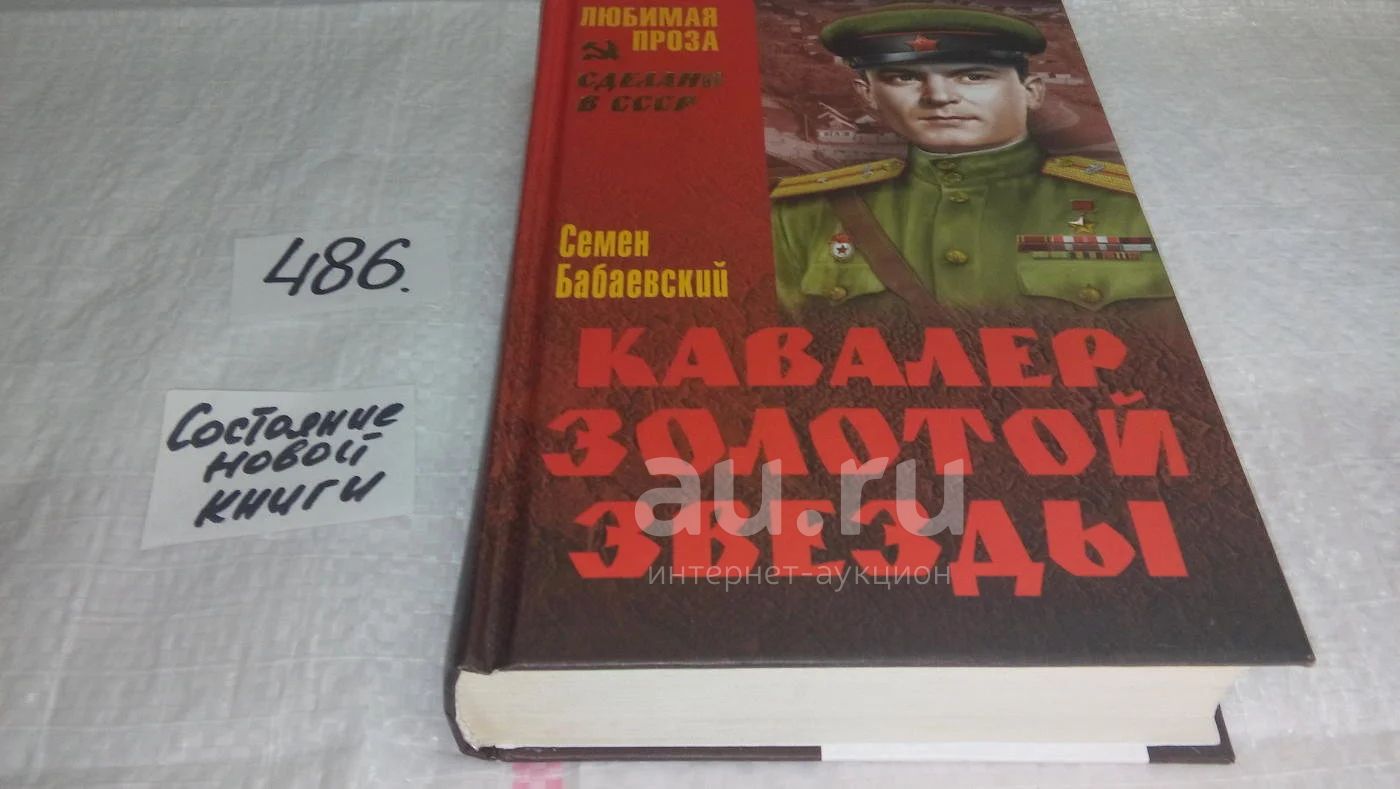 ЛЮБИМАЯ
ПРОЗА
СДЕЛАНО
В СССР
Семен
Бабаевский
КАВАЛЕР
ЗОЛОТОЙ
ЗВЕЗДЫ
486.
Состояние
новой
книги
au.ru
интернет-аукцион